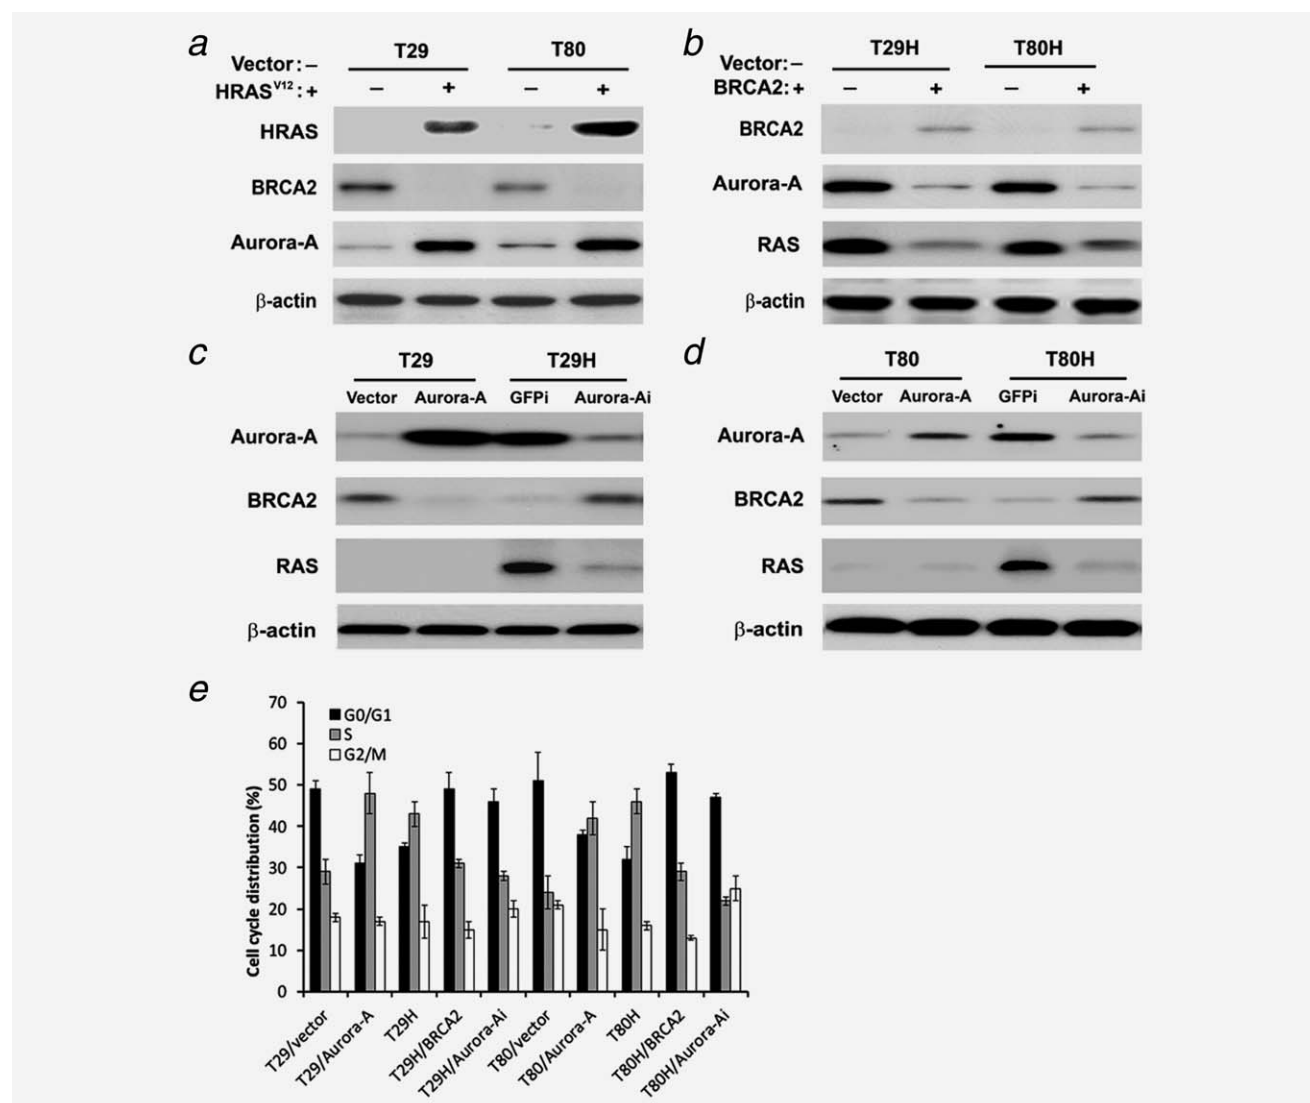 a
T29 T80
Vector: –
HRASV12: + – + – +
HRAS
BRCA2
Aurora-A
β-actin
b
T29H T80H
Vector: –
BRCA2: + – + – +
BRCA2
Aurora-A
RAS
β-actin
c
T29 T29H
Vector Aurora-A GFPi Aurora-Ai
Aurora-A
BRCA2
RAS
β-actin
d
T80 T80H
Vector Aurora-A GFPi Aurora-Ai
Aurora-A
BRCA2
RAS
β-actin
e
Cell cycle distribution (%)
70
60
50
40
30
20
10
0
G0/G1
S
G2/M
T29/vector
T29/Aurora-A
T29H
T29H/BRCA2
T29H/Aurora-Ai
T80/vector
T80/Aurora-A
T80H
T80H/BRCA2
T80H/Aurora-Ai